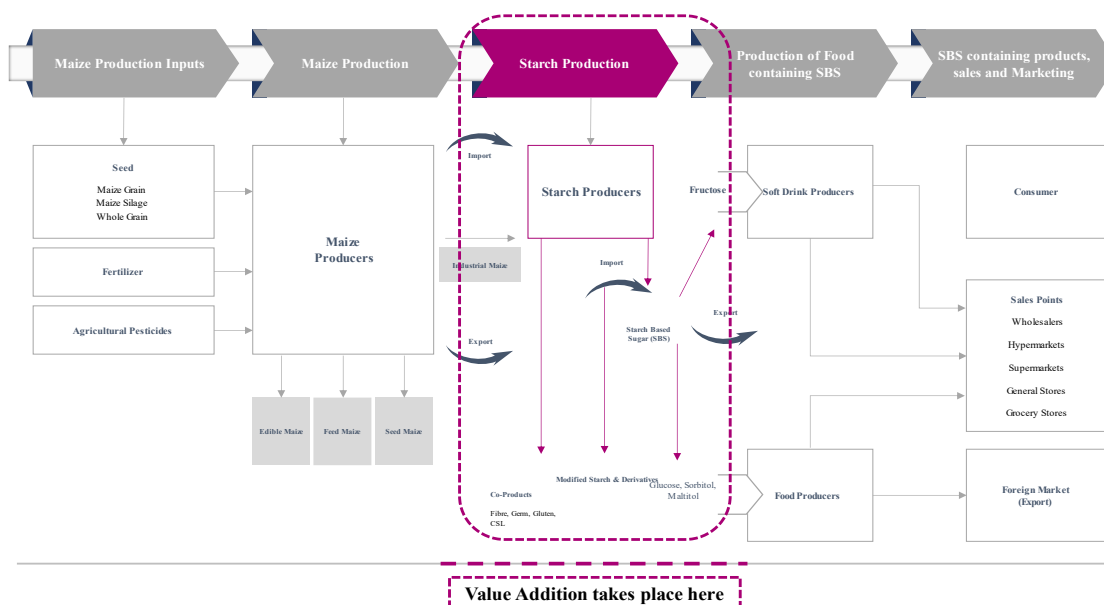 Maize Production Inputs
Maize Production
Starch Production
Production of Food
containing SBS
SBS containing products,
sales and Marketing
Seed
Maize Grain
Maize Silage
Whole Grain
Fertilizer
Agricultural Pesticides
Maize
Producers
Edible Maize
Feed Maize
Seed Maize
Import
Industrial Maize
Export
Starch Producers
Import
Starch Based
Sugar (SBS)
Fructose
Export
Co-Products
Fibre, Germ, Gluten,
CSL
Modified Starch & Derivatives
Glucose, Sorbitol,
Maltitol
Soft Drink Producers
Food Producers
Consumer
Sales Points
Wholesalers
Hypermarkets
Supermarkets
General Stores
Grocery Stores
Foreign Market
(Export)
Value Addition takes place here